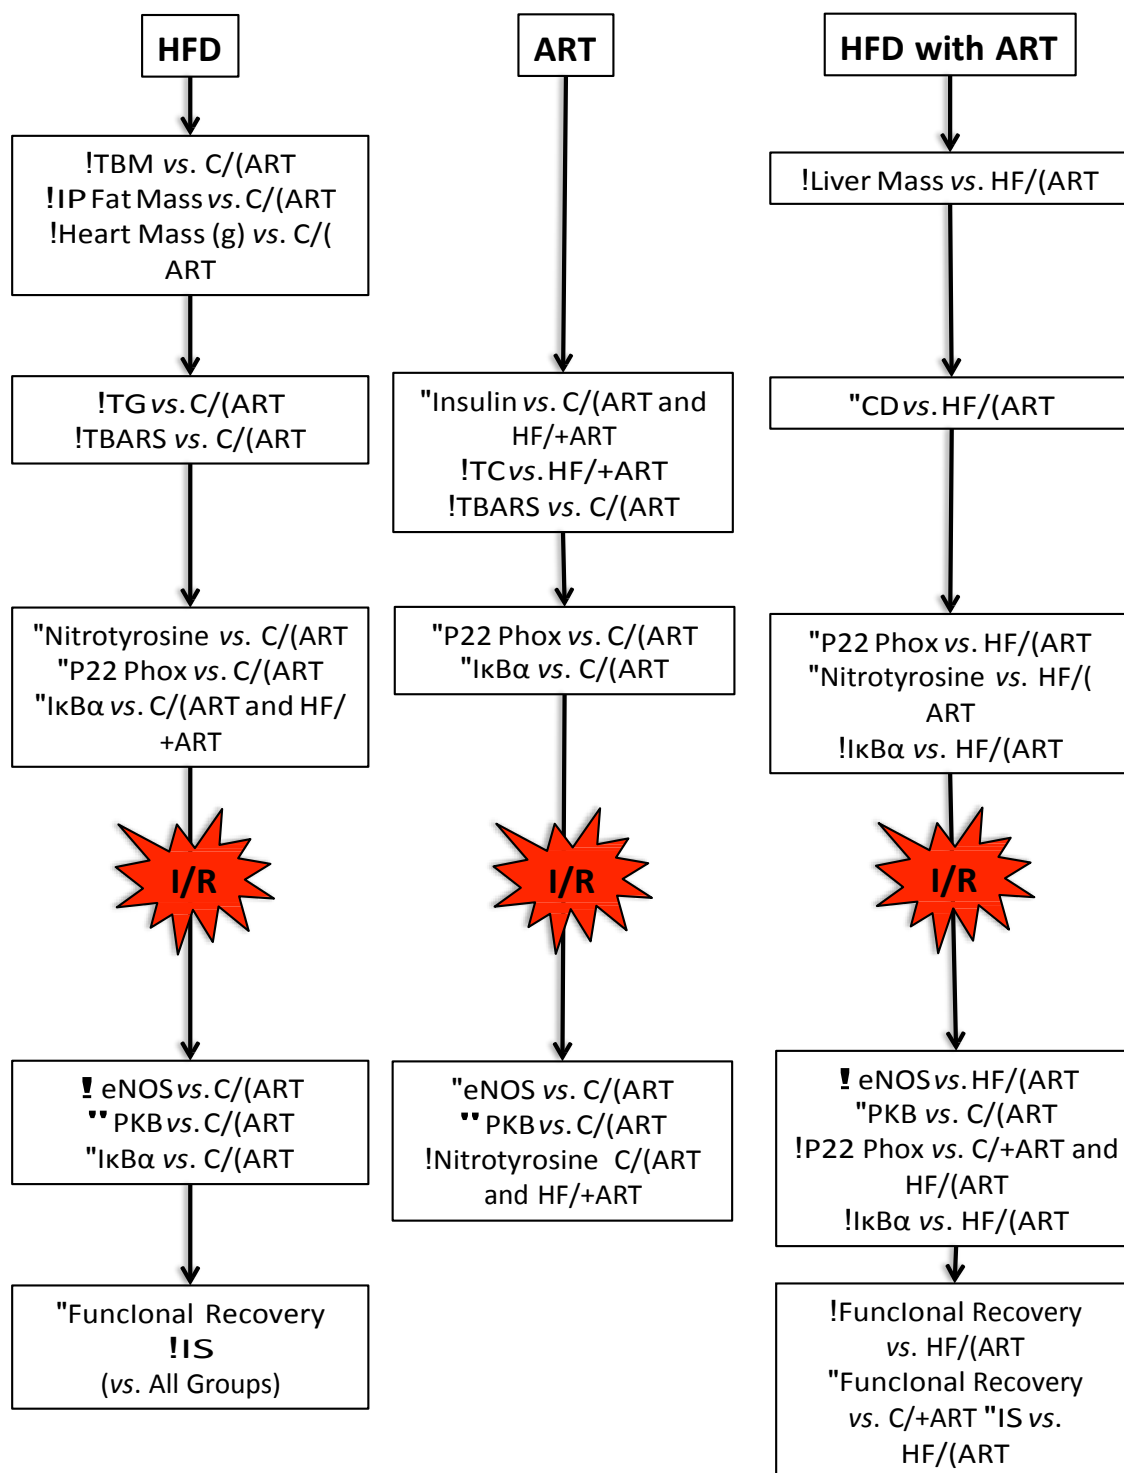 HFD
!TBM vs. C/(ART
!IP Fat Mass vs. C/(ART
!Heart Mass (g) vs. C/(
ART
!TG vs. C/(ART
!TBARS vs. C/(ART
"Nitrotyrosine vs. C/(ART
"P22 Phox vs. C/(ART
"IκBα vs. C/(ART and HF/
+ART
I/R
! eNOS vs. C/(ART
" PKB vs. C/(ART
"IκBα vs. C/(ART
"FuncIonal Recovery
!IS
(vs. All Groups)
ART
"Insulin vs. C/(ART and
HF/+ART
!TC vs. HF/+ART
!TBARS vs. C/(ART
"P22 Phox vs. C/(ART
"IκBα vs. C/(ART
I/R
"eNOS vs. C/(ART
" PKB vs. C/(ART
!Nitrotyrosine C/(ART
and HF/+ART
HFD with ART
!Liver Mass vs. HF/(ART
"CD vs. HF/(ART
"P22 Phox vs. HF/(ART
"Nitrotyrosine vs. HF/(
ART
!IκBα vs. HF/(ART
I/R
! eNOS vs. HF/(ART
"PKB vs. C/(ART
!P22 Phox vs. C/+ART and
HF/(ART
!IκBα vs. HF/(ART
!FuncIonal Recovery
vs. HF/(ART
"FuncIonal Recovery
vs. C/+ART "IS vs.
HF/(ART